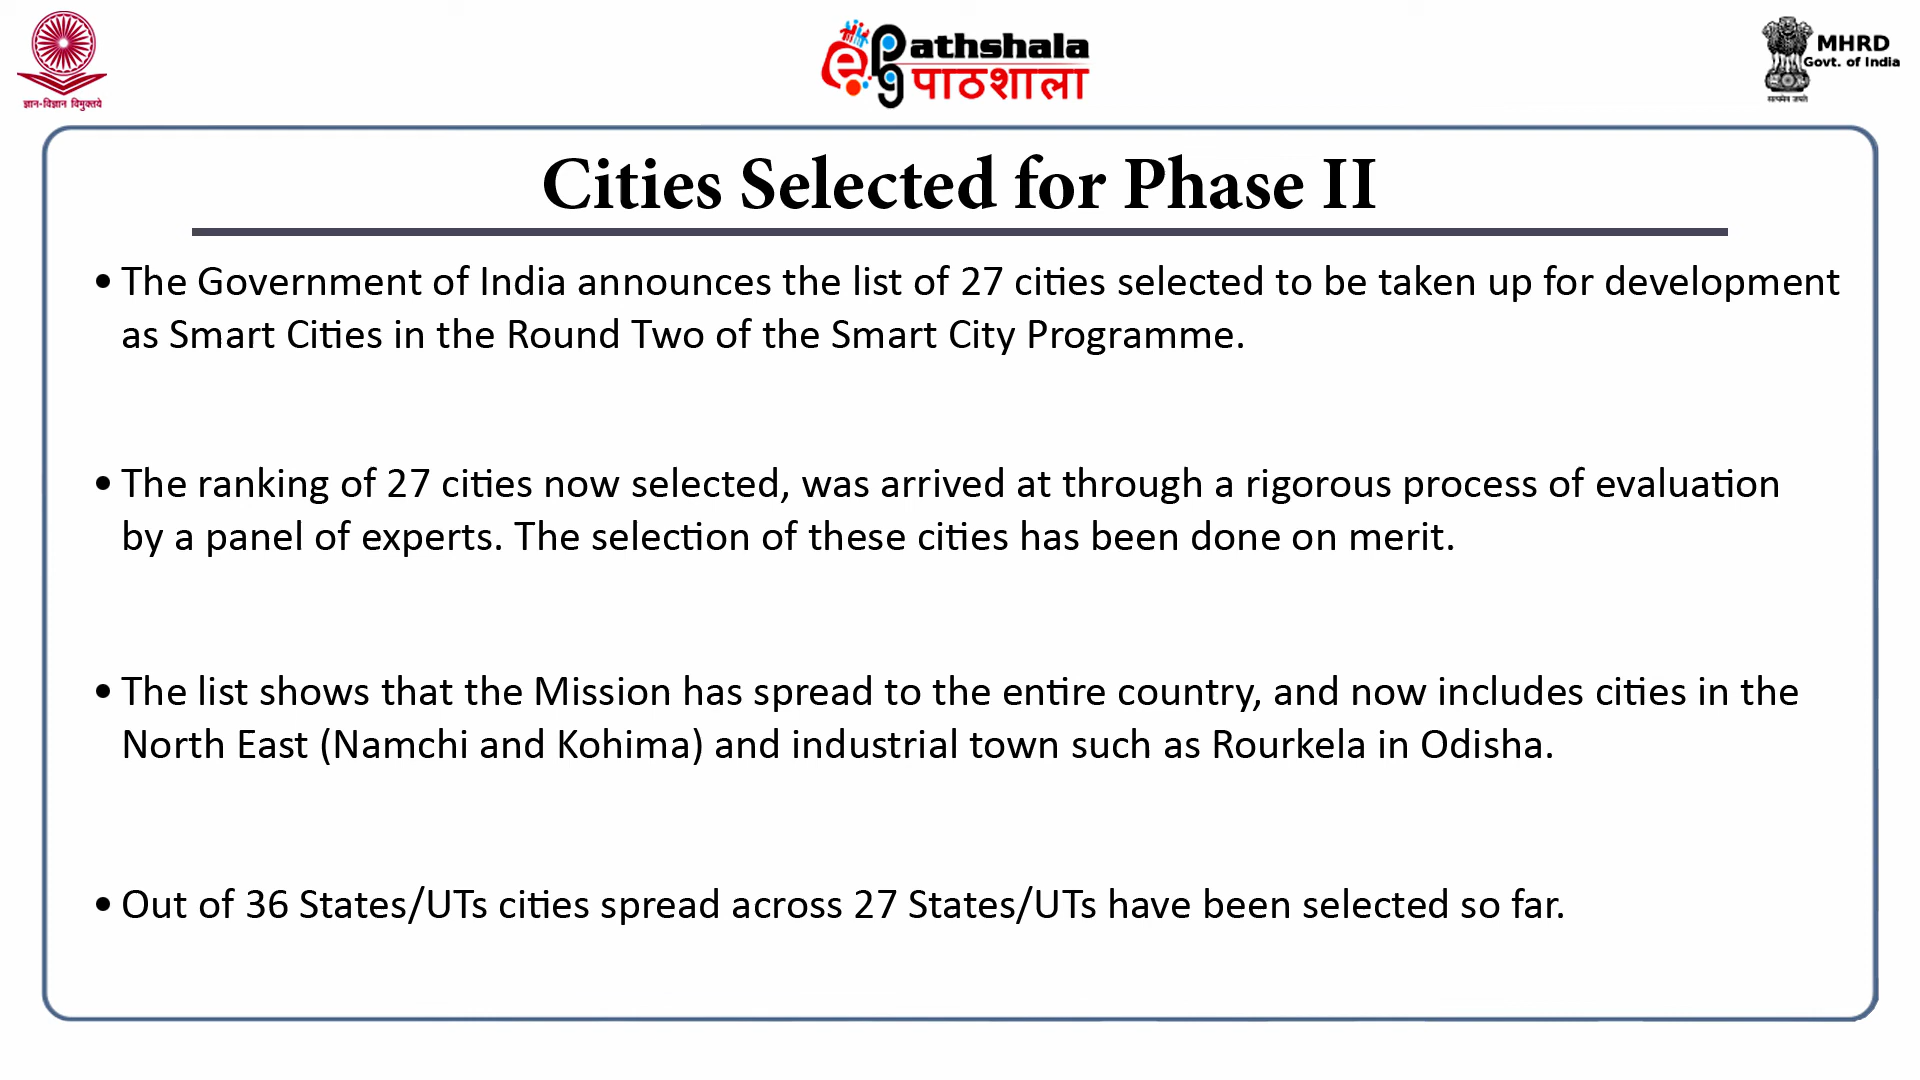 ज्ञान-विज्ञान विमुक्तये
ePG Pathshala
पाठशाला
MHRD
Govt. of India
सत्यमेव जयते
Cities Selected for Phase II
• The Government of India announces the list of 27 cities selected to be taken up for development
as Smart Cities in the Round Two of the Smart City Programme.
• The ranking of 27 cities now selected, was arrived at through a rigorous process of evaluation
by a panel of experts. The selection of these cities has been done on merit.
• The list shows that the Mission has spread to the entire country, and now includes cities in the
North East (Namchi and Kohima) and industrial town such as Rourkela in Odisha.
• Out of 36 States/UTs cities spread across 27 States/UTs have been selected so far.